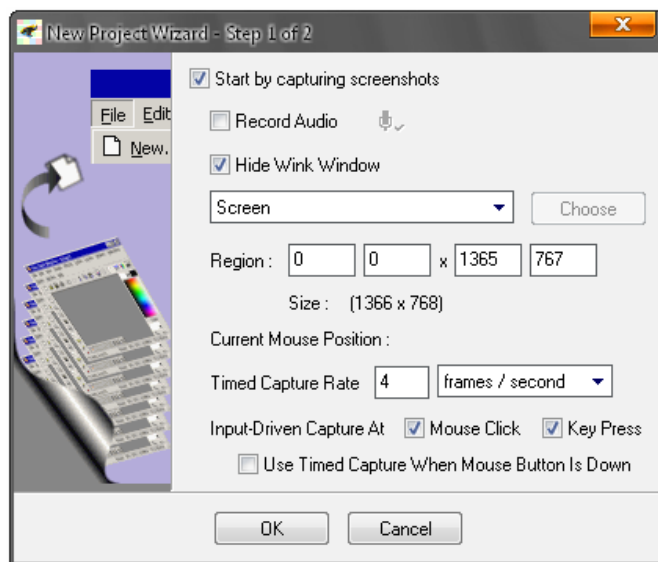 New Project Wizard - Step 1 of 2
File Edit
New.
Start by capturing screenshots
Record Audio
Hide Wink Window
Screen Choose
Region : 0 0 x 1365 767
Size : (1366 x 768)
Current Mouse Position :
Timed Capture Rate 4 frames / second
Input-Driven Capture At Mouse Click Key Press
Use Timed Capture When Mouse Button Is Down
OK Cancel